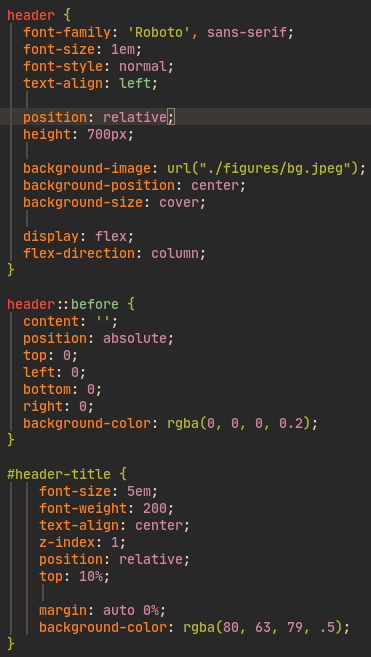 header {
  font-family: 'Roboto', sans-serif;
  font-size: 1em;
  font-style: normal;
  text-align: left;

  position: relative;
  height: 700px;

  background-image: url("./figures/bg.jpeg");
  background-position: center;
  background-size: cover;

  display: flex;
  flex-direction: column;
}

header::before {
  content: '';
  position: absolute;
  top: 0;
  left: 0;
  bottom: 0;
  right: 0;
  background-color: rgba(0, 0, 0, 0.2);
}

#header-title {
    font-size: 5em;
    font-weight: 200;
    text-align: center;
    z-index: 1;
    position: relative;
    top: 10%;

    margin: auto 0%;
    background-color: rgba(80, 63, 79, .5);
}